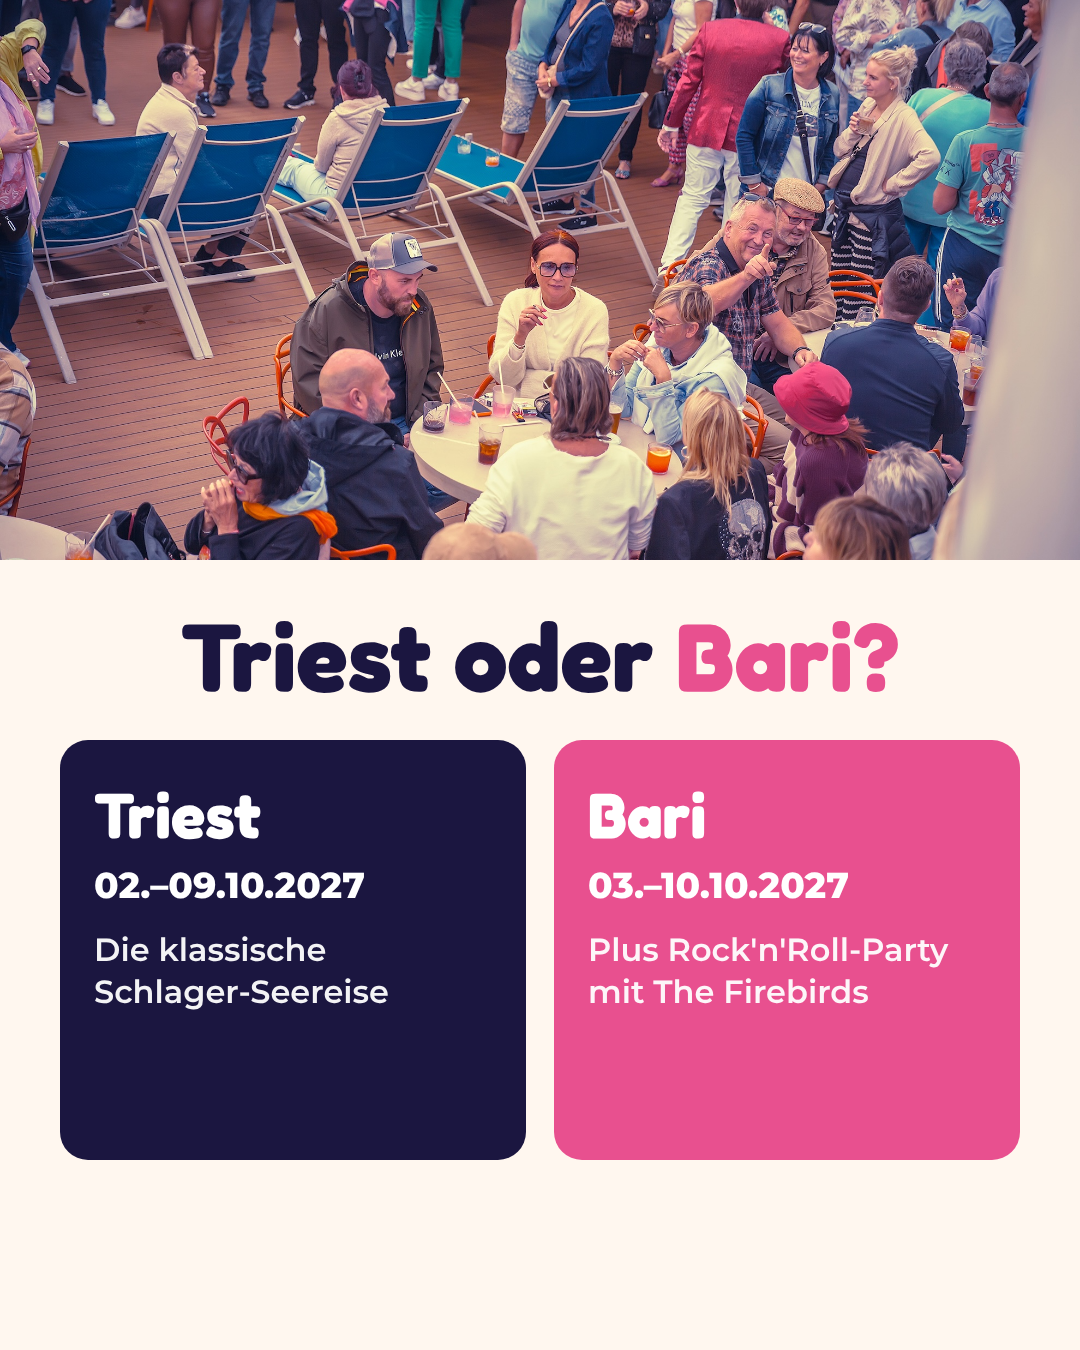 Triest oder Bari?
Triest
02.–09.10.2027
Die klassische
Schlager-Seereise
Bari
03.–10.10.2027
Plus Rock'n'Roll-Party
mit The Firebirds